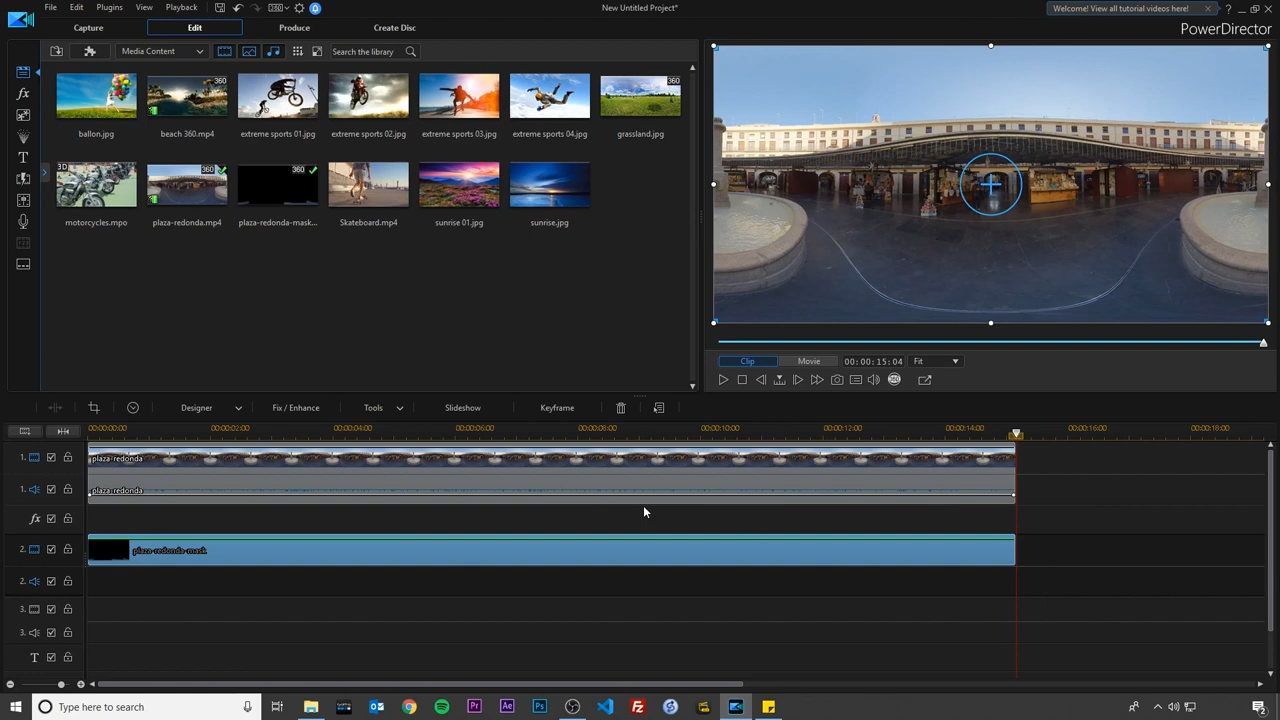 File Edit Plugins View Playback New Untitled Project* Welcome! View all tutorial videos here! ?
Capture Edit Produce Create Disc PowerDirector
Media Content Search the library
360 360
ballon.jpg beach 360.mp4 extreme sports 01.jpg extreme sports 02.jpg extreme sports 03.jpg extreme sports 04.jpg grassland.jpg
3D 360 360
motorcycles.mpo plaza-redonda.mp4 plaza-redonda-mask... Skateboard.mp4 sunrise 01.jpg sunrise.jpg
fx
T
Clip Movie 00:00:15:04 Fit
Designer Fix / Enhance Tools Slideshow Keyframe
00:00:00:00 00:00:02:00 00:00:04:00 00:00:06:00 00:00:08:00 00:00:10:00 00:00:12:00 00:00:14:00 00:00:16:00 00:00:18:00
1. plaza-redonda
1. plaza-redonda
fx
2. plaza-redonda-mask
2.
3.
3.
T
Type here to search Pr Ae Ps Fz 2